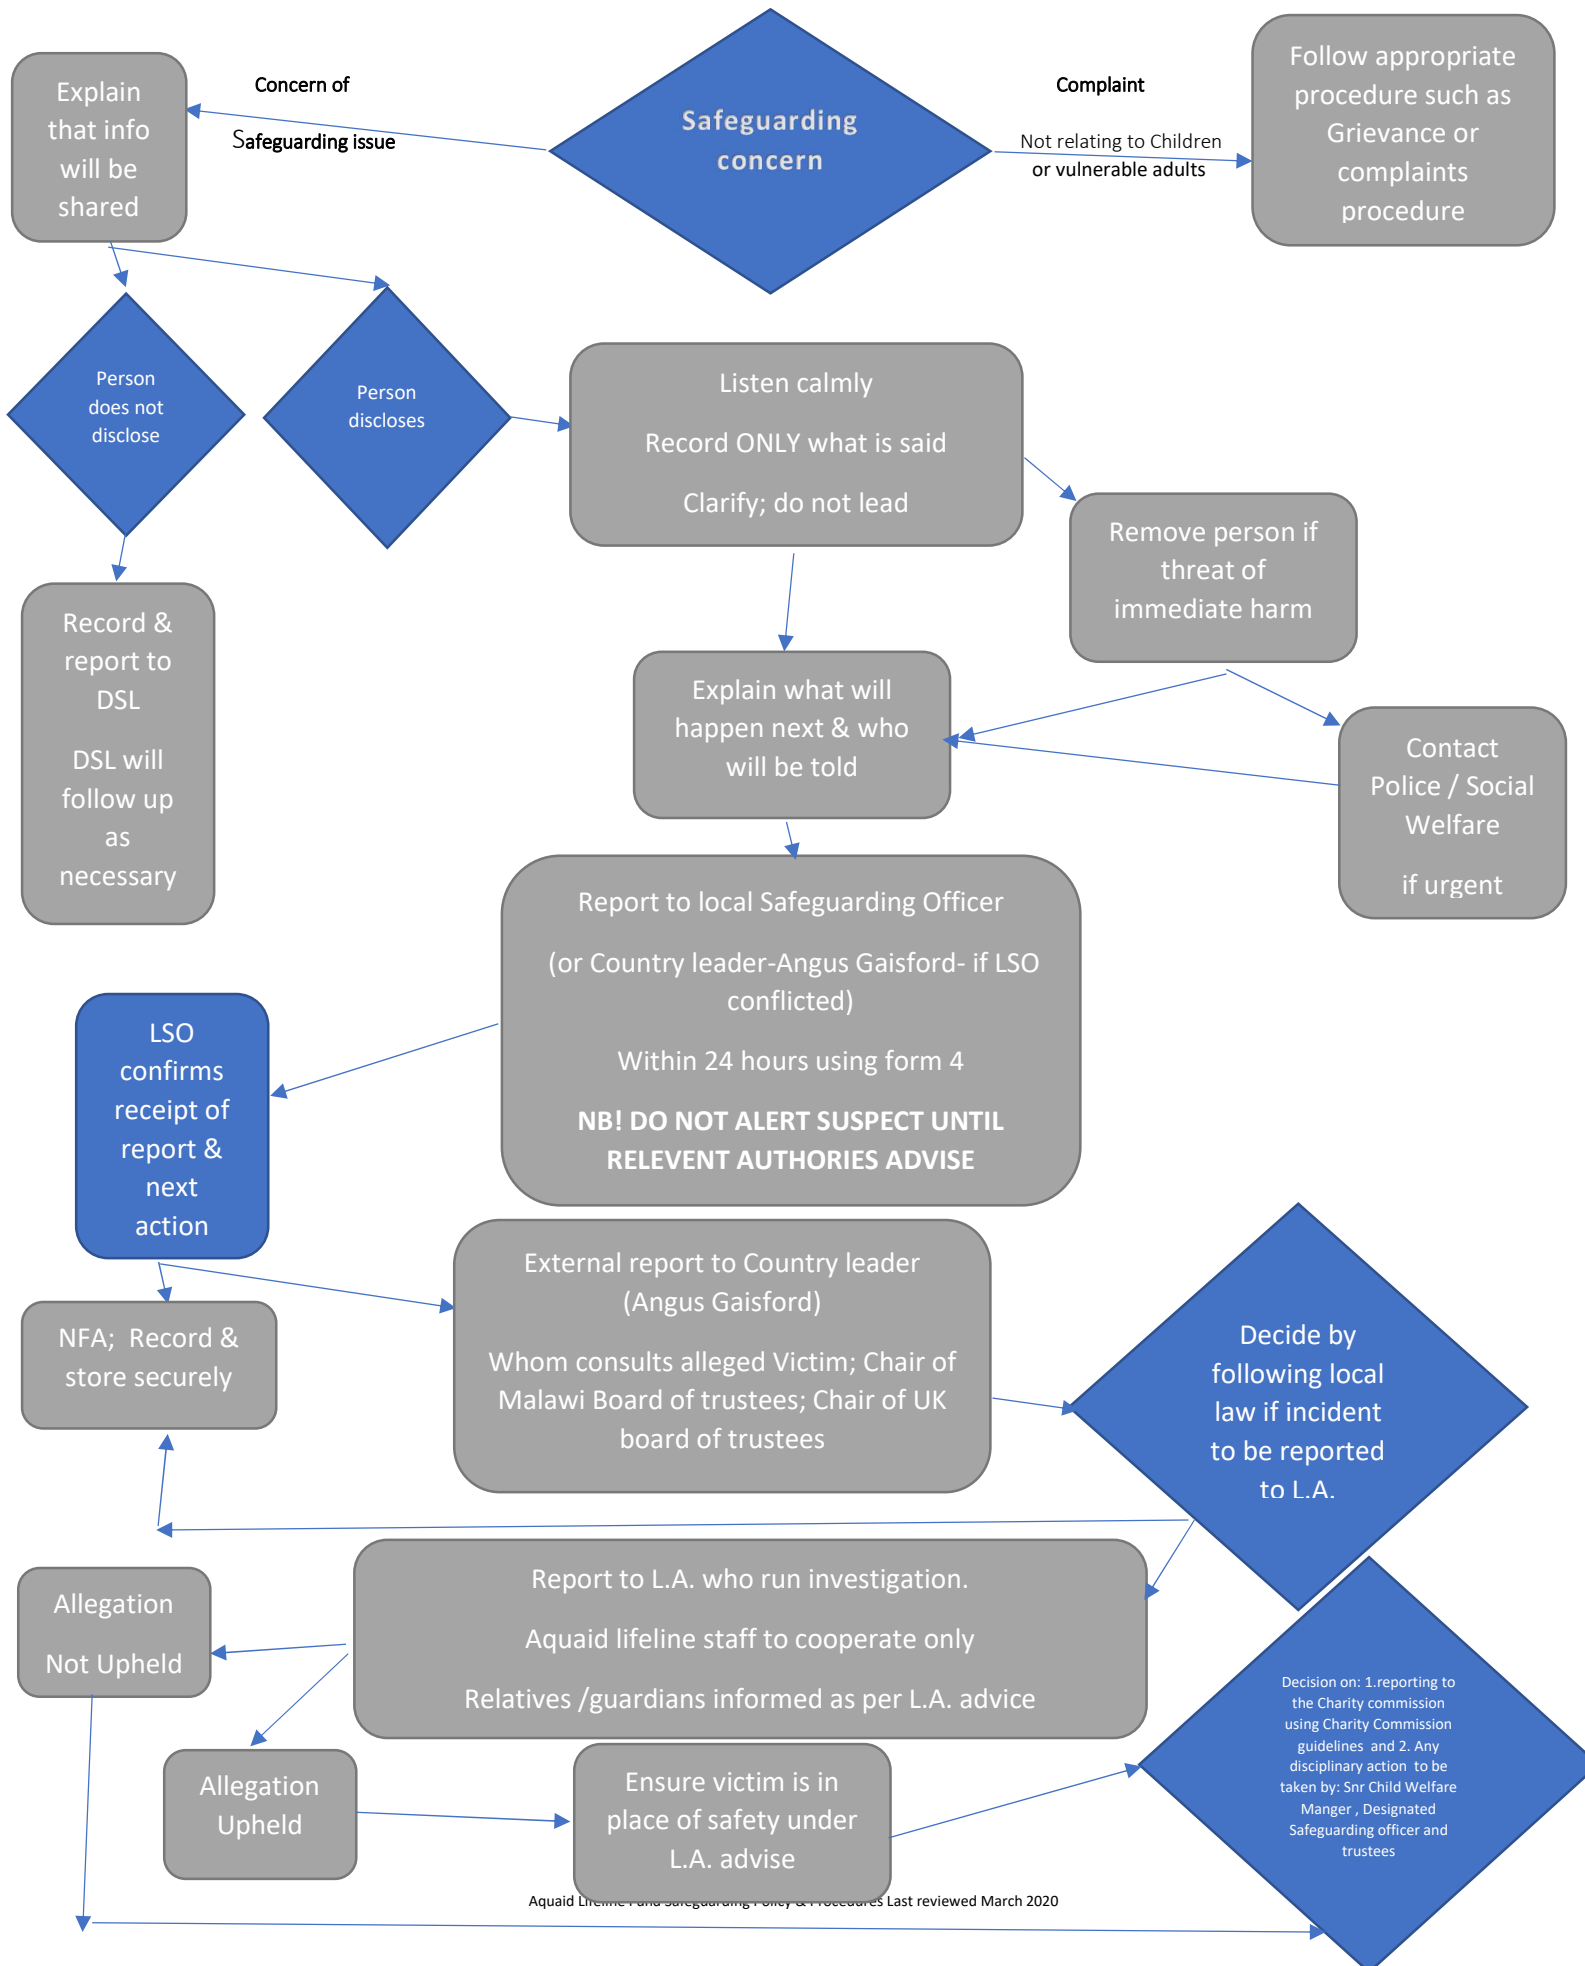 Explain
that info
will be
shared
Concern of
Safeguarding issue
Safeguarding
concern
Complaint
Not relating to Children
or vulnerable adults
Follow appropriate
procedure such as
Grievance or
complaints
procedure
Person
does not
disclose
Person
discloses
Listen calmly
Record ONLY what is said
Clarify; do not lead
Remove person if
threat of
immediate harm
Record &
report to
DSL
DSL will
follow up
as
necessary
Explain what will
happen next & who
will be told
Contact
Police / Social
Welfare
if urgent
Report to local Safeguarding Officer
(or Country leader-Angus Gaisford- if LSO
conflicted)
Within 24 hours using form 4
NB! DO NOT ALERT SUSPECT UNTIL
RELEVENT AUTHORIES ADVISE
LSO
confirms
receipt of
report &
next
action
External report to Country leader
(Angus Gaisford)
Whom consults alleged Victim; Chair of
Malawi Board of trustees; Chair of UK
board of trustees
NFA; Record &
store securely
Decide by
following local
law if incident
to be reported
to L.A.
Report to L.A. who run investigation.
Aquaid lifeline staff to cooperate only
Relatives /guardians informed as per L.A. advice
Allegation
Not Upheld
Allegation
Upheld
Ensure victim is in
place of safety under
L.A. advise
Decision on: 1.reporting to
the Charity commission
using Charity Commission
guidelines and 2. Any
disciplinary action to be
taken by: Snr Child Welfare
Manger , Designated
Safeguarding officer and
trustees
Aquaid Lifeline Fund Safeguarding Policy & Procedures Last reviewed March 2020